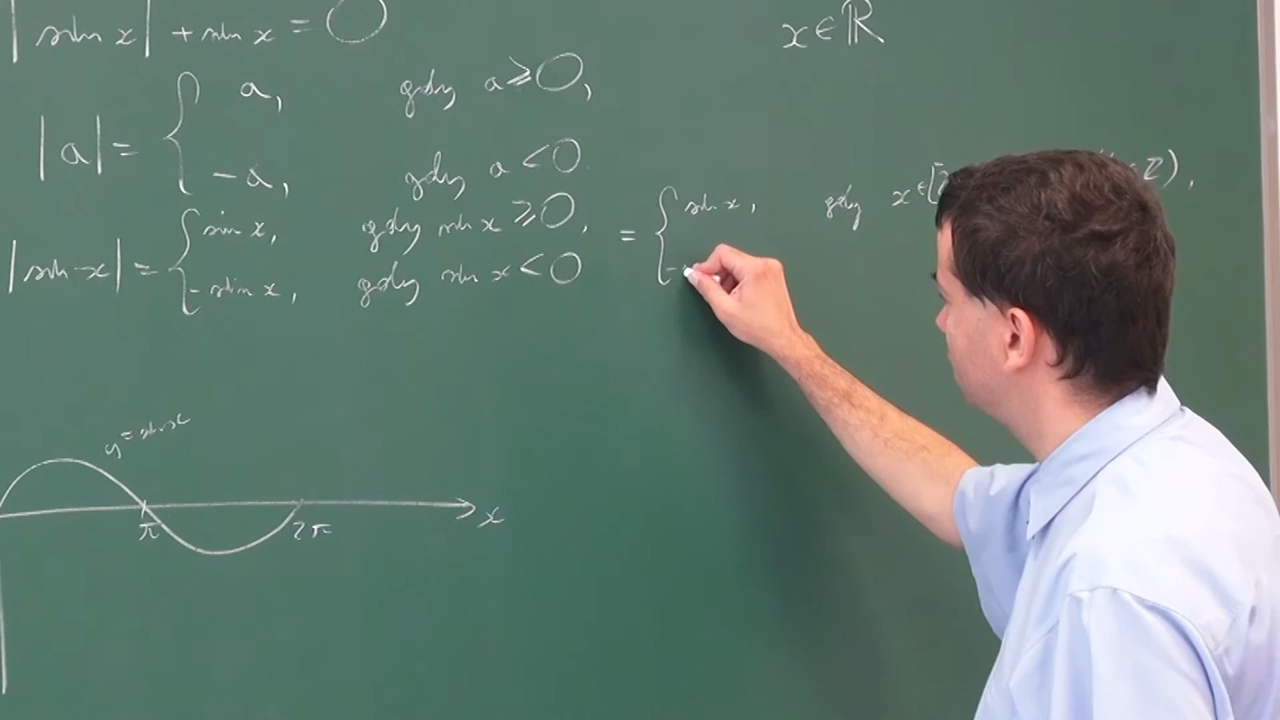 |sin x| + sin x = 0
x ∈ ℝ
|a| = { a, gdy a ⩾ 0,
-a, gdy a < 0.
|sin x| = { sin x, gdy sin x ⩾ 0, = { sin x, gdy x ∈ [2 ∈ ℤ),
- sin x, gdy sin x < 0 -
y = sin x
π 2π x